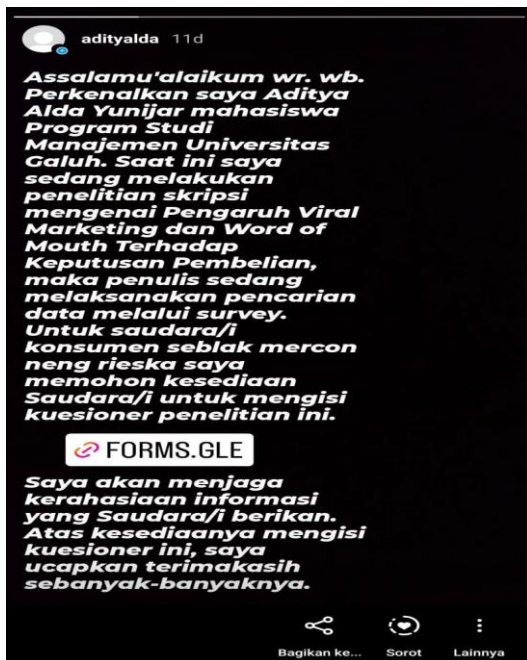 adityalda 11d
Assalamu'alaikum wr. wb.
Perkenalkan saya Aditya
Alda Yunijar mahasiswa
Program Studi
Manajemen Universitas
Galuh. Saat ini saya
sedang melakukan
penelitian skripsi
mengenai Pengaruh Viral
Marketing dan Word of
Mouth Terhadap
Keputusan Pembelian,
maka penulis sedang
melaksanakan pencarian
data melalui survey.
Untuk saudara/i
konsumen seblak mercon
neng rieska saya
memohon kesediaan
Saudara/i untuk mengisi
kuesioner penelitian ini.
FORMS.GLE
Saya akan menjaga
kerahasiaan informasi
yang Saudara/i berikan.
Atas kesediaanya mengisi
kuesioner ini, saya
ucapkan terimakasih
sebanyak-banyaknya.
Bagikan ke... Sorot Lainnya